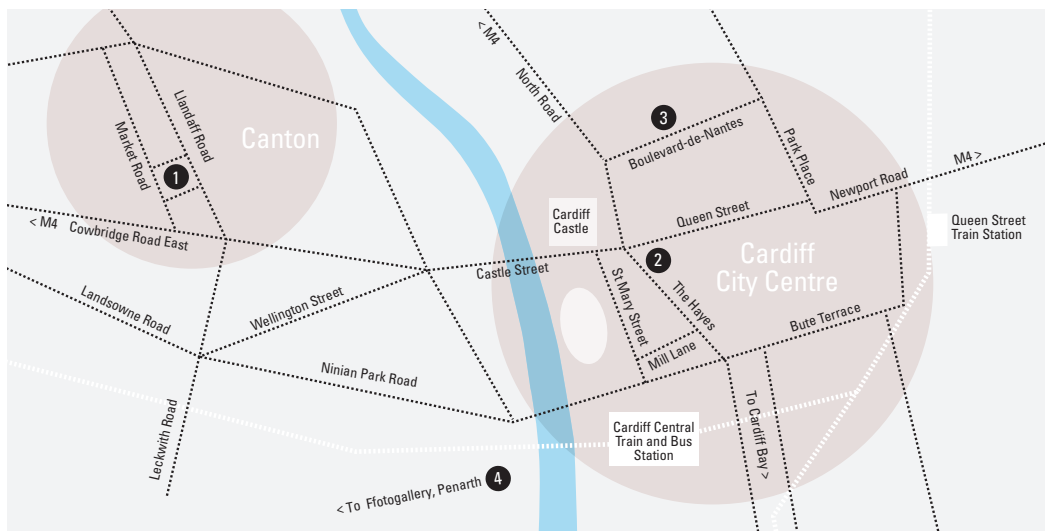 < M4
North Road
Llandaff Road
Market Road
Canton
1
3
Boulevard-de-Nantes
Park Place
M4 >
Newport Road
< M4 Cowbridge Road East
Cardiff
Castle
Queen Street
Queen Street
Train Station
Castle Street
2
Cardiff
City Centre
St Mary Street
The Hayes
Landsowne Road
Wellington Street
Bute Terrace
Mill Lane
Ninian Park Road
Leckwith Road
Cardiff Central
Train and Bus
Station
To Cardiff Bay >
< To Ffotogallery, Penarth 4